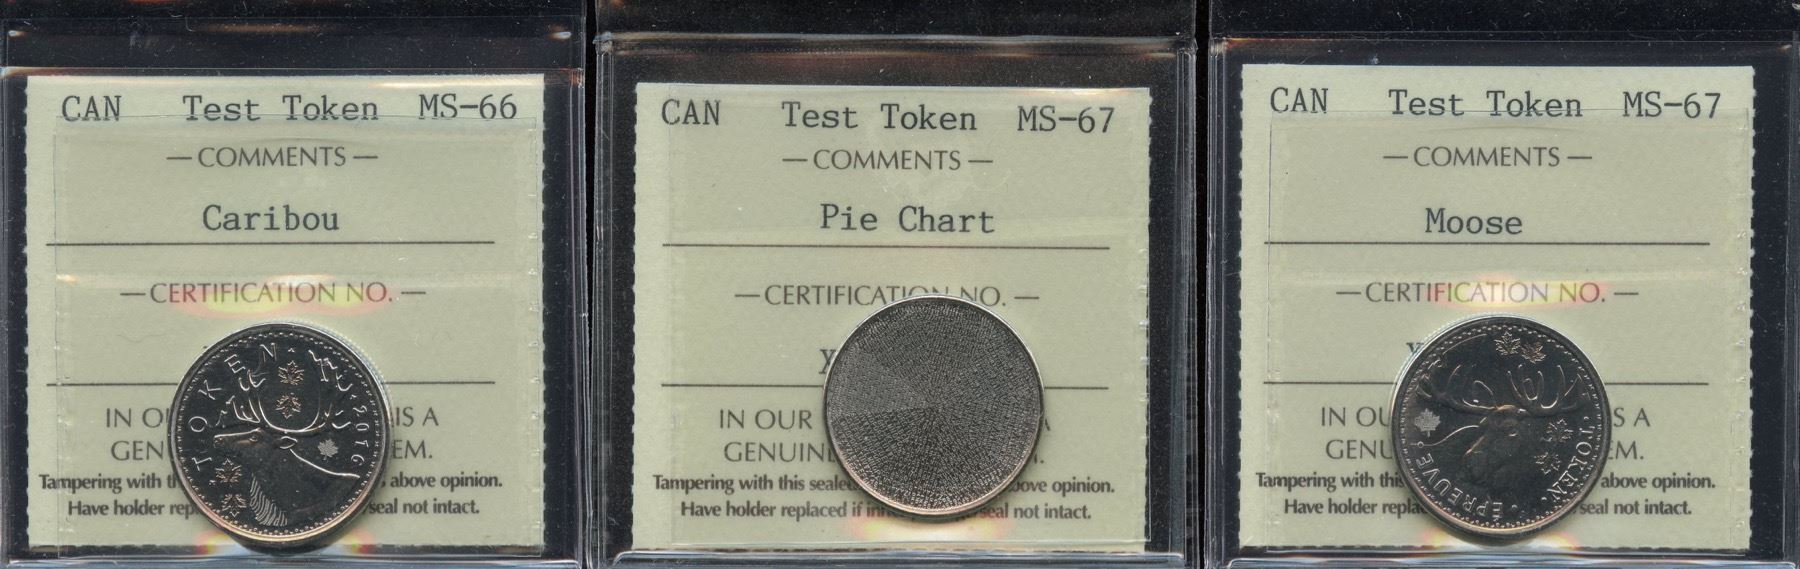 CAN Test Token MS-66
— COMMENTS —
Caribou
— CERTIFICATION NO. —
IN OU IS A
GEN EM.
Tampering with th above opinion.
Have holder rep seal not intact.
TOKEN
CAN Test Token MS-67
— COMMENTS —
Pie Chart
— CERTIFICATION NO. —
IN OUR
GENUIN
Tampering with this seale above opinion.
Have holder replaced if in seal not intact.
CAN Test Token MS-67
— COMMENTS —
Moose
— CERTIFICATION NO. —
IN OU S A
GENU EM.
Tampering with this above opinion.
Have holder repla seal not intact.
TOKEN · ÉPREUVE